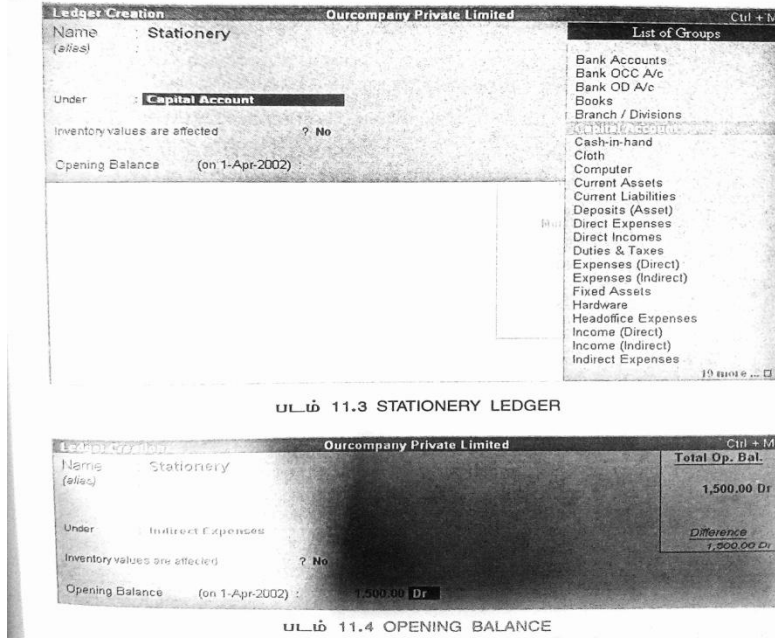 Ledger Creation Ourcompany Private Limited Ctrl + M
Name : Stationery
(alias) :
Under : Capital Account
Inventory values are affected ? No
Opening Balance (on 1-Apr-2002) :
List of Groups
Bank Accounts
Bank OCC A/c
Bank OD A/c
Books
Branch / Divisions
Capital Account
Cash-in-hand
Cloth
Computer
Current Assets
Current Liabilities
Deposits (Asset)
Direct Expenses
Direct Incomes
Duties & Taxes
Expenses (Direct)
Expenses (Indirect)
Fixed Assets
Hardware
Headoffice Expenses
Income (Direct)
Income (Indirect)
Indirect Expenses
19 more ...
படம் 11.3 STATIONERY LEDGER
Ledger Creation Ourcompany Private Limited Ctrl + M
Name : Stationery
(alias)
Under : Indirect Expenses
Inventory values are affected ? No
Opening Balance (on 1-Apr-2002) : 1,500.00 Dr
Total Op. Bal.
1,500.00 Dr
Difference
1,500.00 Dr
படம் 11.4 OPENING BALANCE